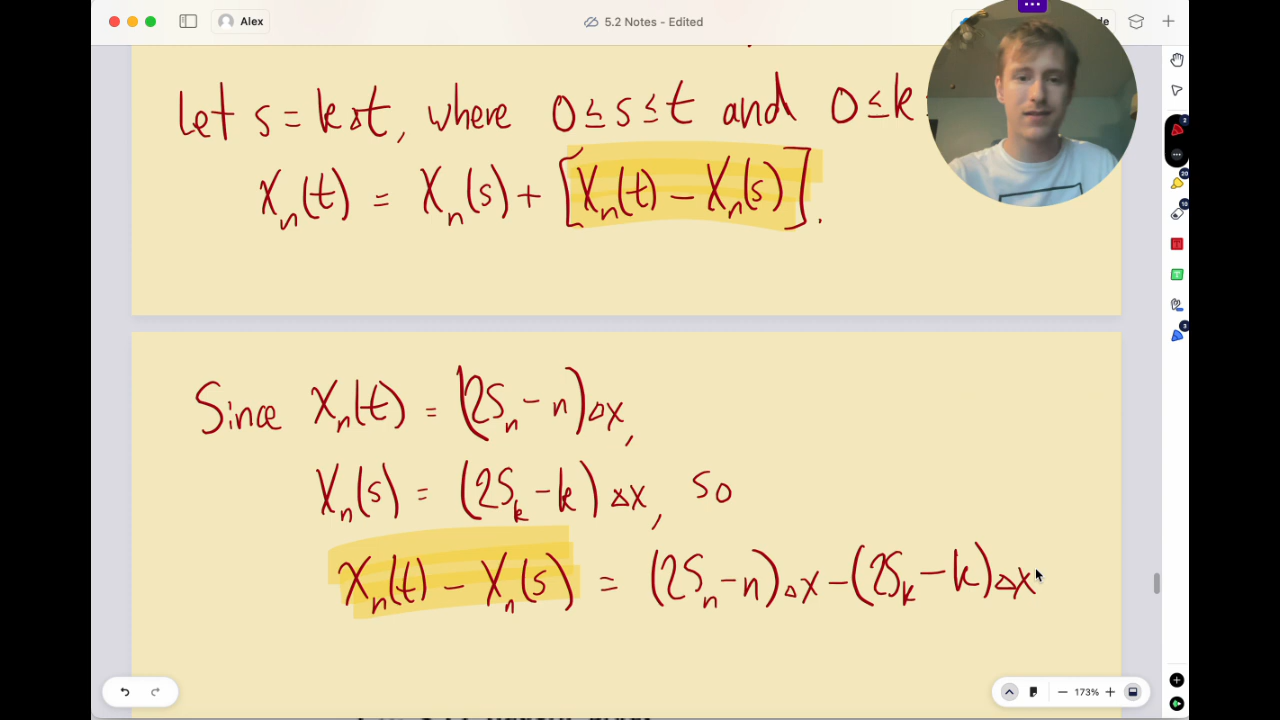 Alex
5.2 Notes - Edited
Let s = kΔt, where 0 ≤ s ≤ t and 0 ≤ k
Xₙ(t) = Xₙ(s) + [Xₙ(t) − Xₙ(s)].
Since Xₙ(t) = (2Sₙ − n)Δx,
Xₙ(s) = (2Sₖ − k)Δx, so
Xₙ(t) − Xₙ(s) = (2Sₙ − n)Δx − (2Sₖ − k)Δx
173%